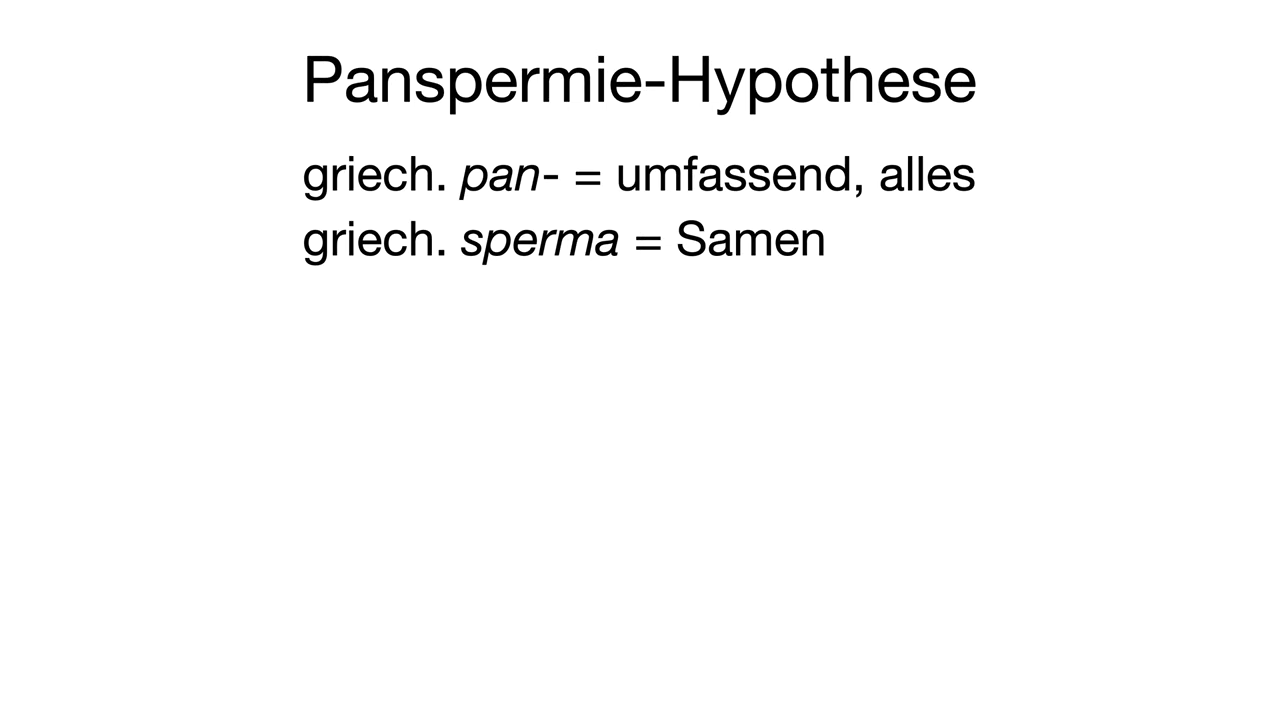 Panspermie-Hypothese
griech. pan- = umfassend, alles
griech. sperma = Samen